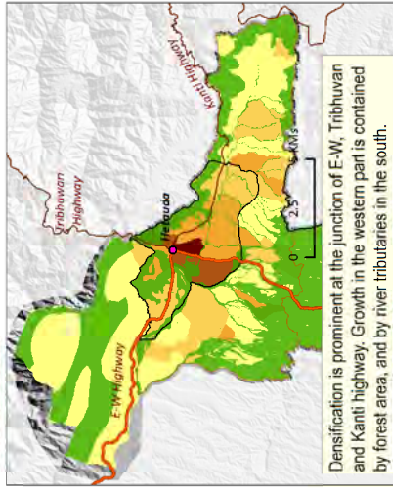 Tribhuwan
Highway
Kanti Highway
Hetauda
E-W Highway
0
2.5
5 KMs
Densification is prominent at the junction of E-W, Tribhuvan
and Kanti highway. Growth in the western part is contained
by forest area, and by river tributaries in the south.